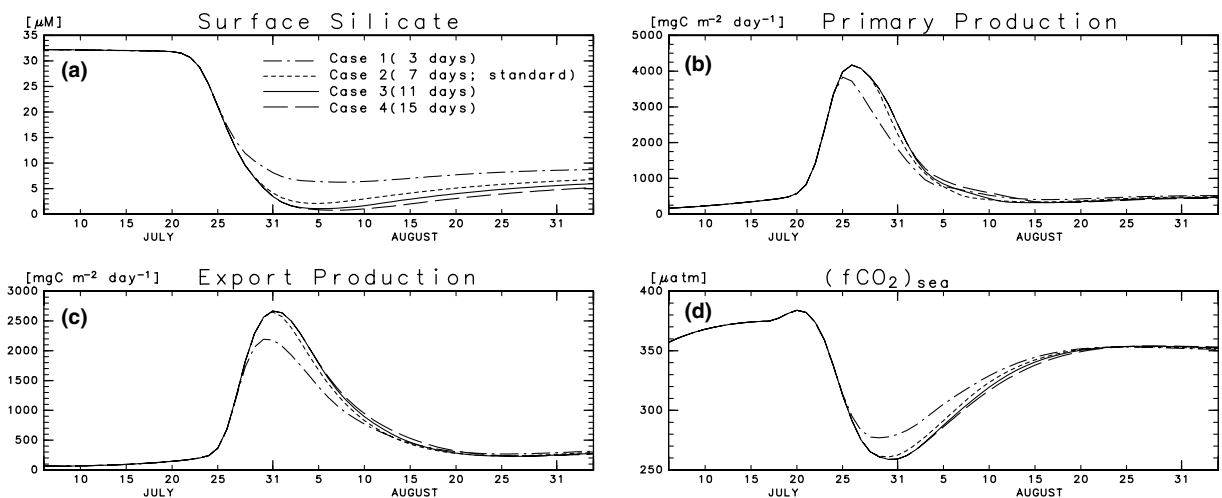 [μM] Surface Silicate
35
30
25
20
15
10
5
0
(a)
Case 1( 3 days)
Case 2( 7 days; standard)
Case 3(11 days)
Case 4(15 days)
10 15 20 25 31 5 10 15 20 25 31
JULY AUGUST
[mgC m⁻² day⁻¹] Primary Production
5000
4000
3000
2000
1000
0
(b)
10 15 20 25 31 5 10 15 20 25 31
JULY AUGUST
[mgC m⁻² day⁻¹] Export Production
3000
2500
2000
1500
1000
500
0
(c)
10 15 20 25 31 5 10 15 20 25 31
JULY AUGUST
[μatm] (fCO₂)sea
400
350
300
250
(d)
10 15 20 25 31 5 10 15 20 25 31
JULY AUGUST